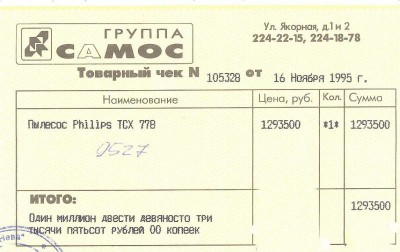 ГРУППА
САМОС
Ул. Якорная, д.1 и 2
224-22-15, 224-18-78
Товарный чек N 105328 от 16 Ноября 1995 г.
Наименование Цена, руб. Кол. Сумма
Пылесос Philips TCX 778 1293500 *1* 1293500
0527
ИТОГО: 1293500
Один миллион двести девяносто три
тысячи пятьсот рублей 00 копеек
Нева"